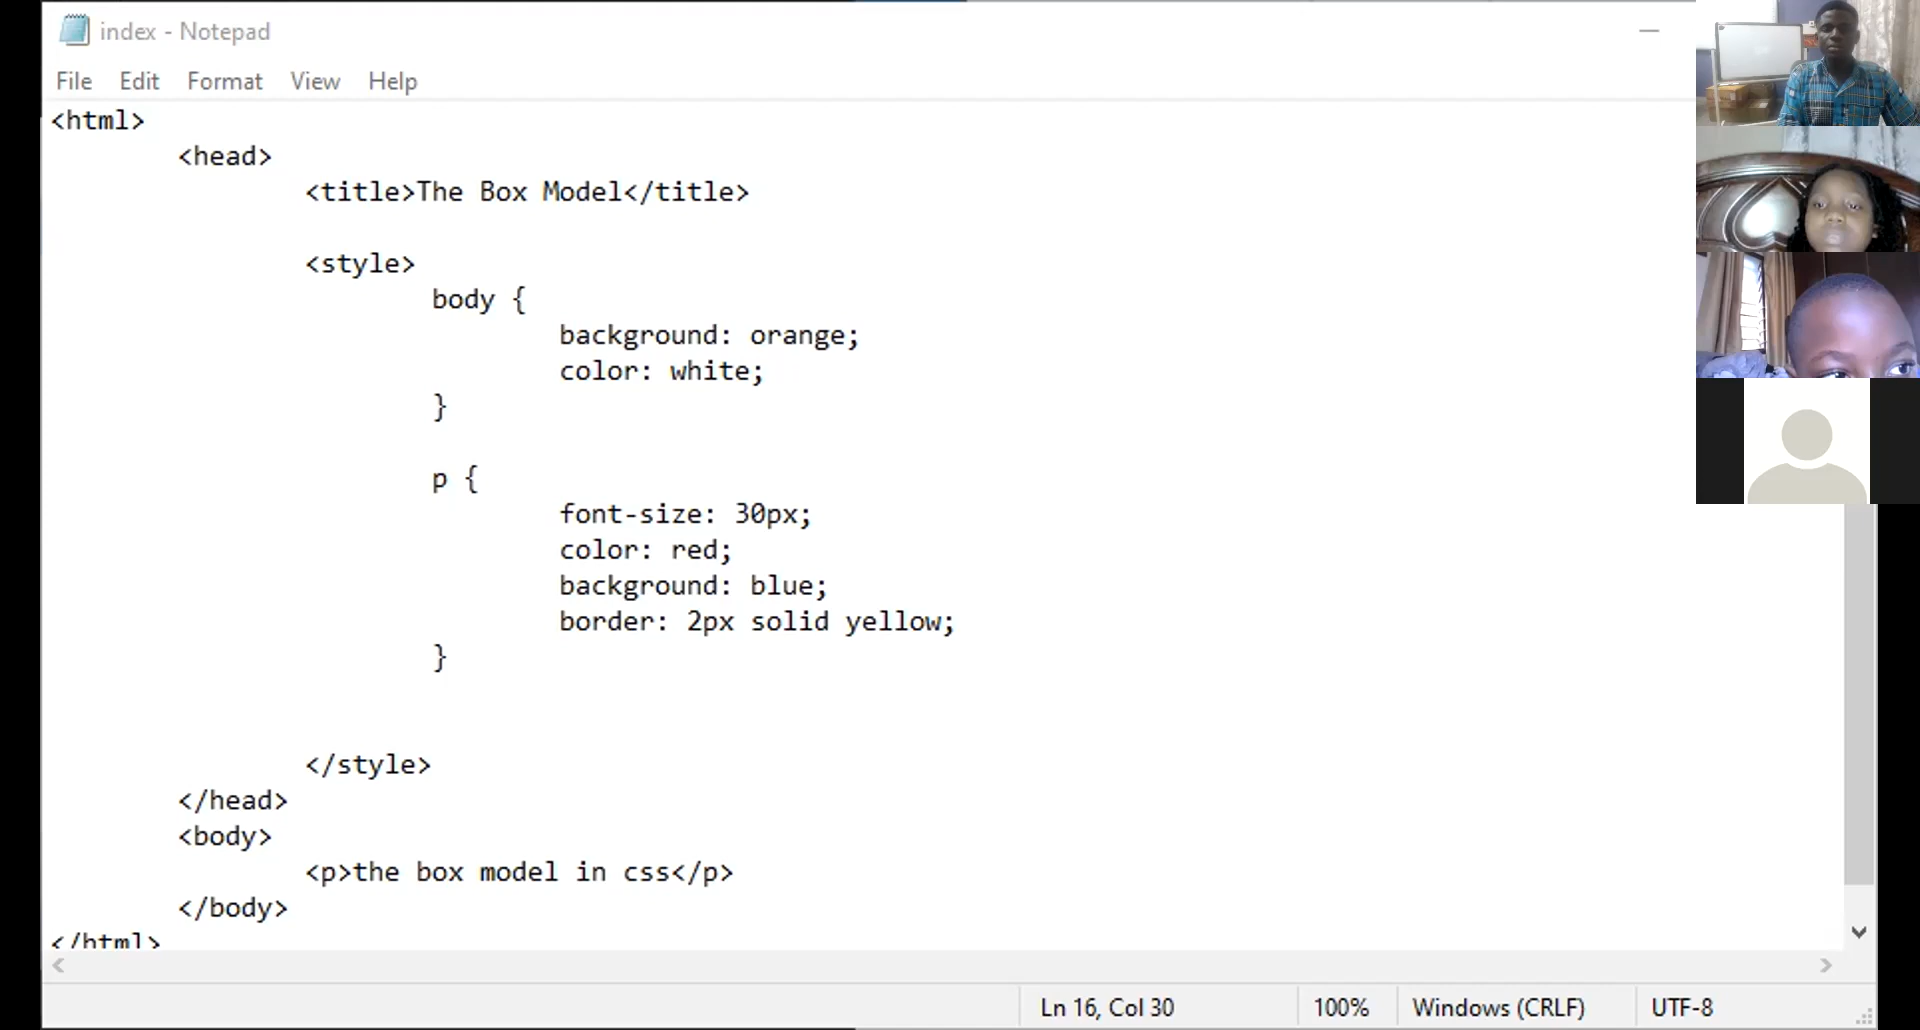 index - Notepad
File Edit Format View Help
<html>
<head>
<title>The Box Model</title>
<style>
body {
background: orange;
color: white;
}
p {
font-size: 30px;
color: red;
background: blue;
border: 2px solid yellow;
}
</style>
</head>
<body>
<p>the box model in css</p>
</body>
</html>
Ln 16, Col 30 100% Windows (CRLF) UTF-8